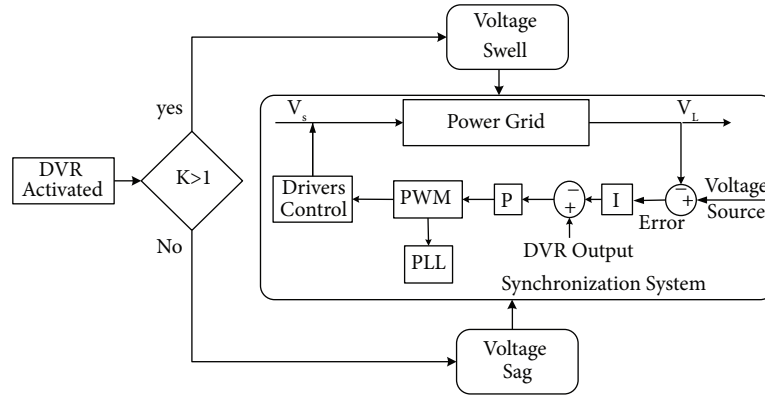 Voltage
Swell
yes
V_s
Power Grid
V_L
DVR
Activated
K>1
Drivers
Control
PWM
P
−
+
I
−
+
Voltage
Source
Error
No
PLL
DVR Output
Synchronization System
Voltage
Sag